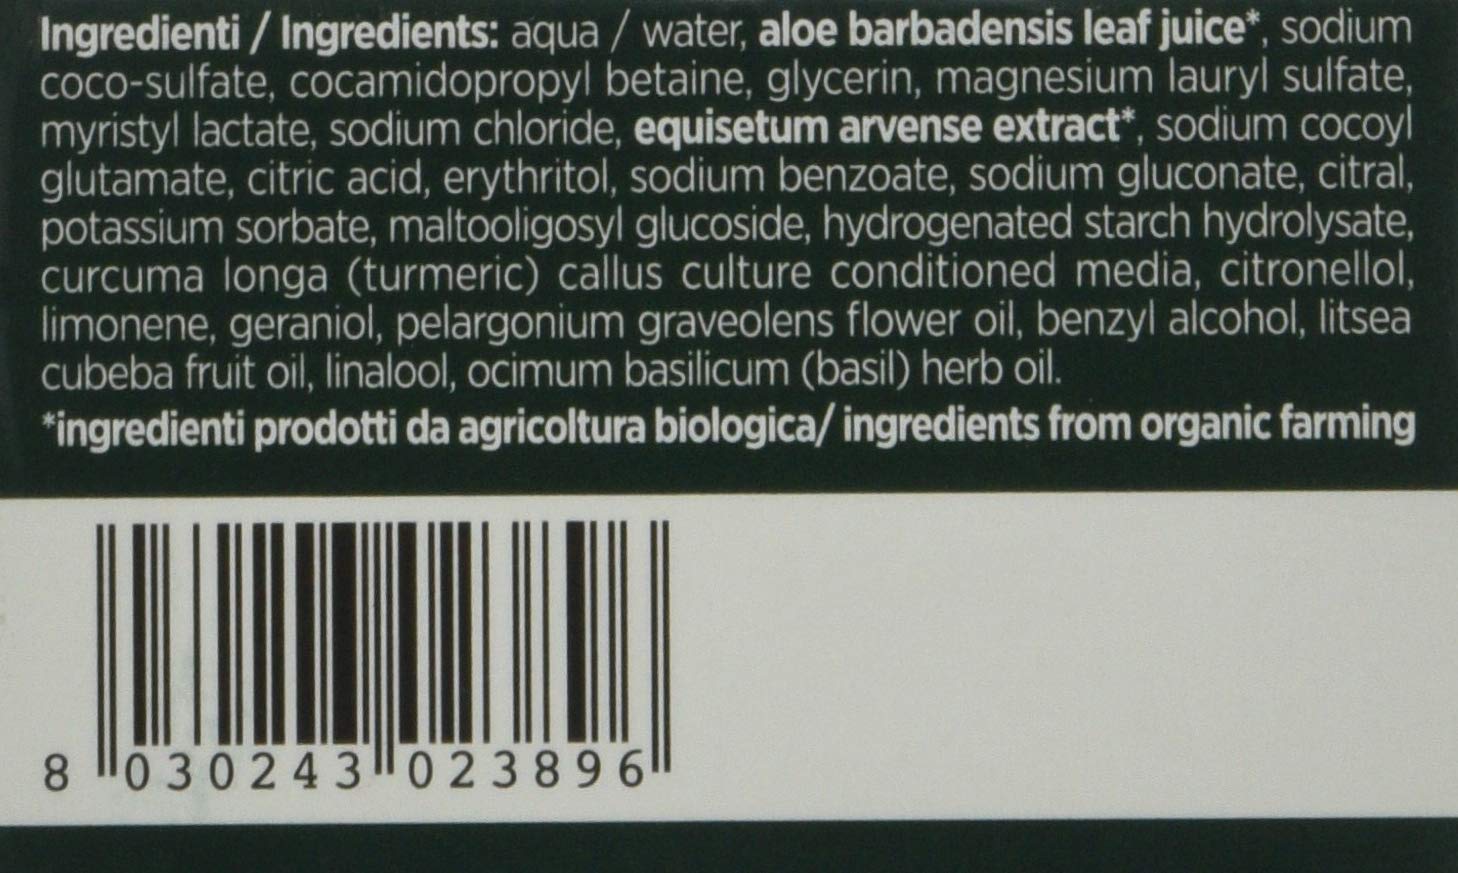 Ingredienti / Ingredients: aqua / water, aloe barbadensis leaf juice*, sodium
coco-sulfate, cocamidopropyl betaine, glycerin, magnesium lauryl sulfate,
myristyl lactate, sodium chloride, equisetum arvense extract*, sodium cocoyl
glutamate, citric acid, erythritol, sodium benzoate, sodium gluconate, citral,
potassium sorbate, maltooligosyl glucoside, hydrogenated starch hydrolysate,
curcuma longa (turmeric) callus culture conditioned media, citronellol,
limonene, geraniol, pelargonium graveolens flower oil, benzyl alcohol, litsea
cubeba fruit oil, linalool, ocimum basilicum (basil) herb oil.
*ingredienti prodotti da agricoltura biologica/ ingredients from organic farming
8 030243 023896